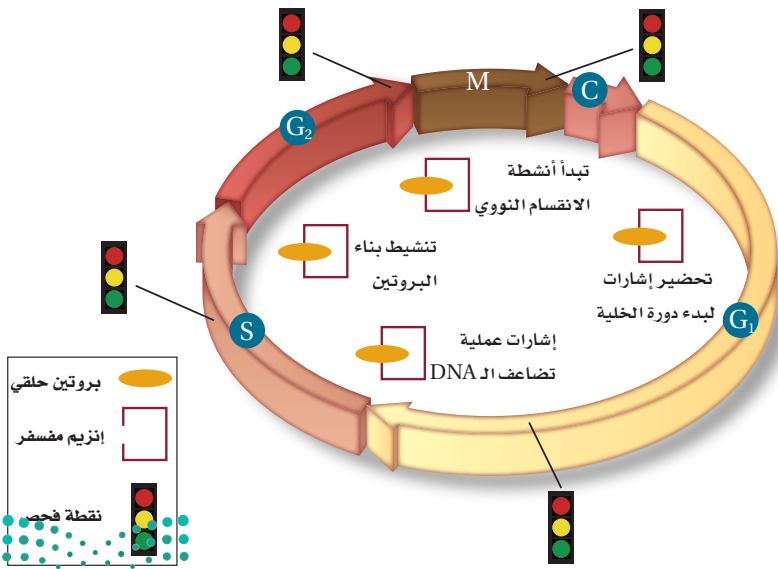 M
C
G₂
تبدأ أنشطة
الانقسام النووي
تنشيط بناء
البروتين
تحضير إشارات
لبدء دورة الخلية
G₁
S
إشارات عملية
تضاعف الـ DNA
بروتين حلقي
إنزيم مفسفر
نقطة فحص